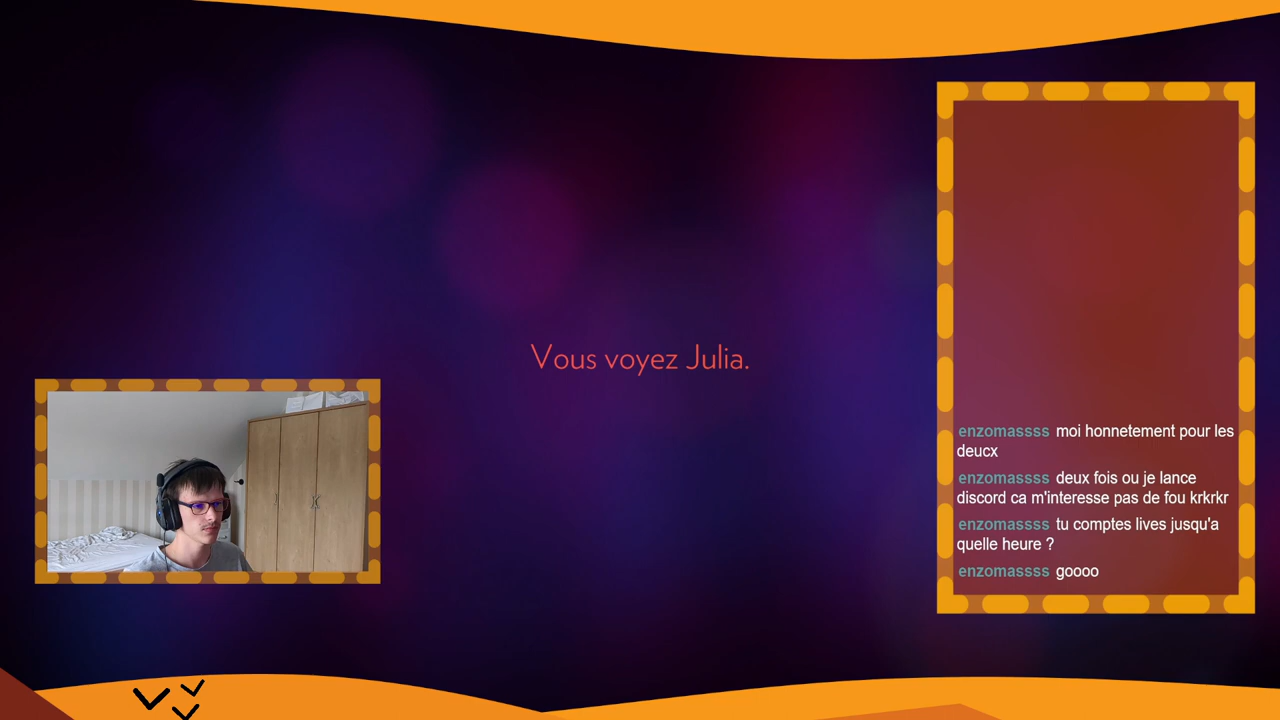 Vous voyez Julia.
enzomassss moi honnetement pour les
deucx
enzomassss deux fois ou je lance
discord ca m'interesse pas de fou krkrkr
enzomassss tu comptes lives jusqu'a
quelle heure ?
enzomassss goooo